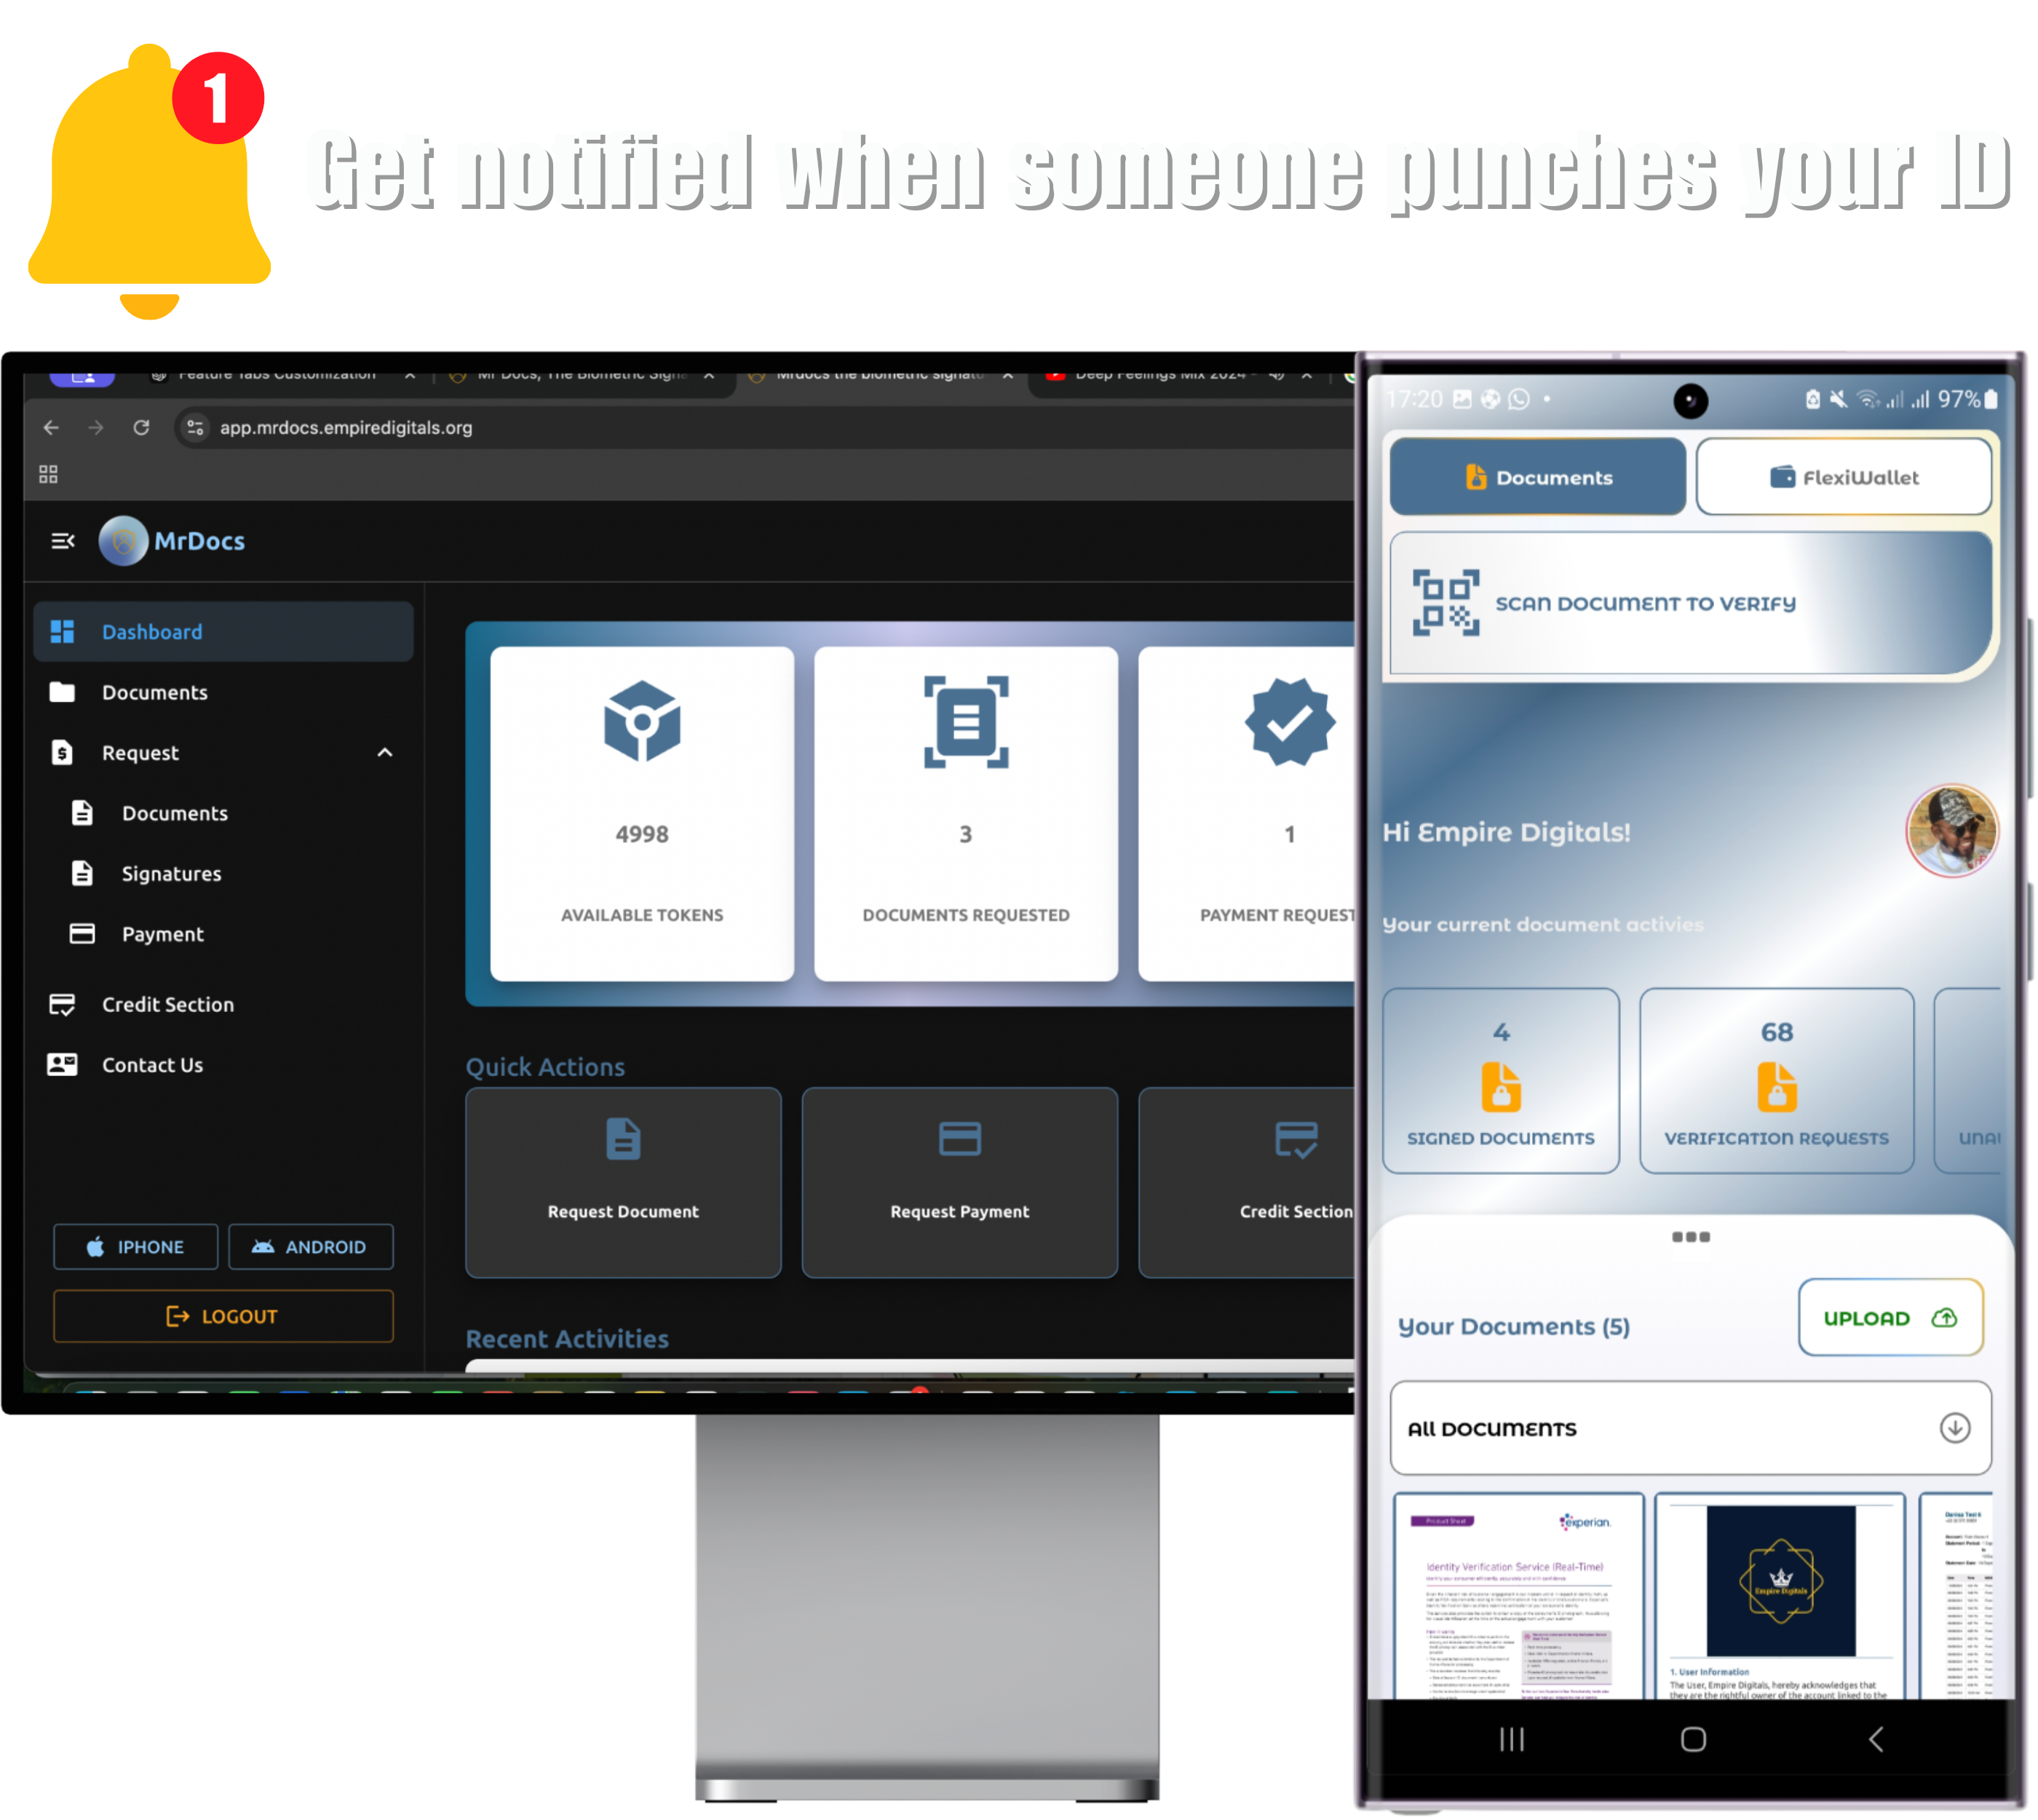 1
Get notified when someone punches your ID
Feature Tabs Customization
Mr Docs, The Biometric Signa
Mrdocs the biometric signatu
Deep Feelings Mix 2024 -
app.mrdocs.empiredigitals.org
MrDocs
Dashboard
Documents
Request
Documents
Signatures
Payment
Credit Section
Contact Us
IPHONE
ANDROID
LOGOUT
4998
AVAILABLE TOKENS
3
DOCUMENTS REQUESTED
1
PAYMENT REQUEST
Quick Actions
Request Document
Request Payment
Credit Section
Recent Activities
17:20
97%
Documents
FlexiWallet
SCAN DOCUMENT TO VERIFY
Hi Empire Digitals!
Your current document activies
4
SIGNED DOCUMENTS
68
VERIFICATION REQUESTS
UNA
Your Documents (5)
UPLOAD
All DOCUMENTS
Product Sheet
experian.
Identity Verification Service (Real-Time)
Empire Digitals
1. User Information
The User, Empire Digitals, hereby acknowledges that
they are the rightful owner of the account linked to the